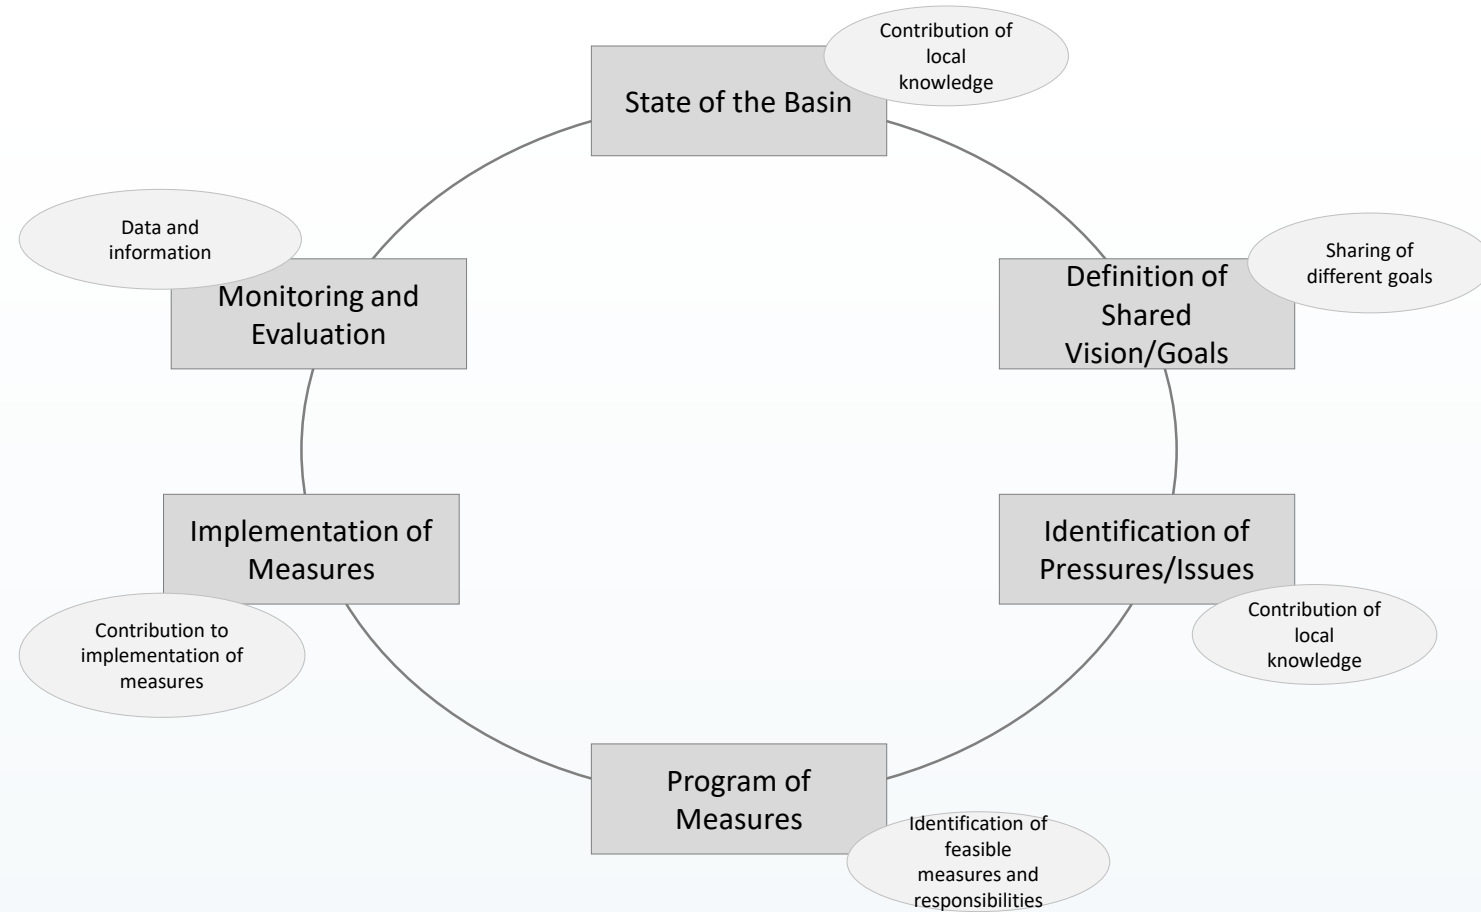 Contribution of
local
knowledge
State of the Basin
Data and
information
Monitoring and
Evaluation
Sharing of
different goals
Definition of
Shared
Vision/Goals
Implementation of
Measures
Contribution to
implementation of
measures
Identification of
Pressures/Issues
Contribution of
local
knowledge
Program of
Measures
Identification of
feasible
measures and
responsibilities